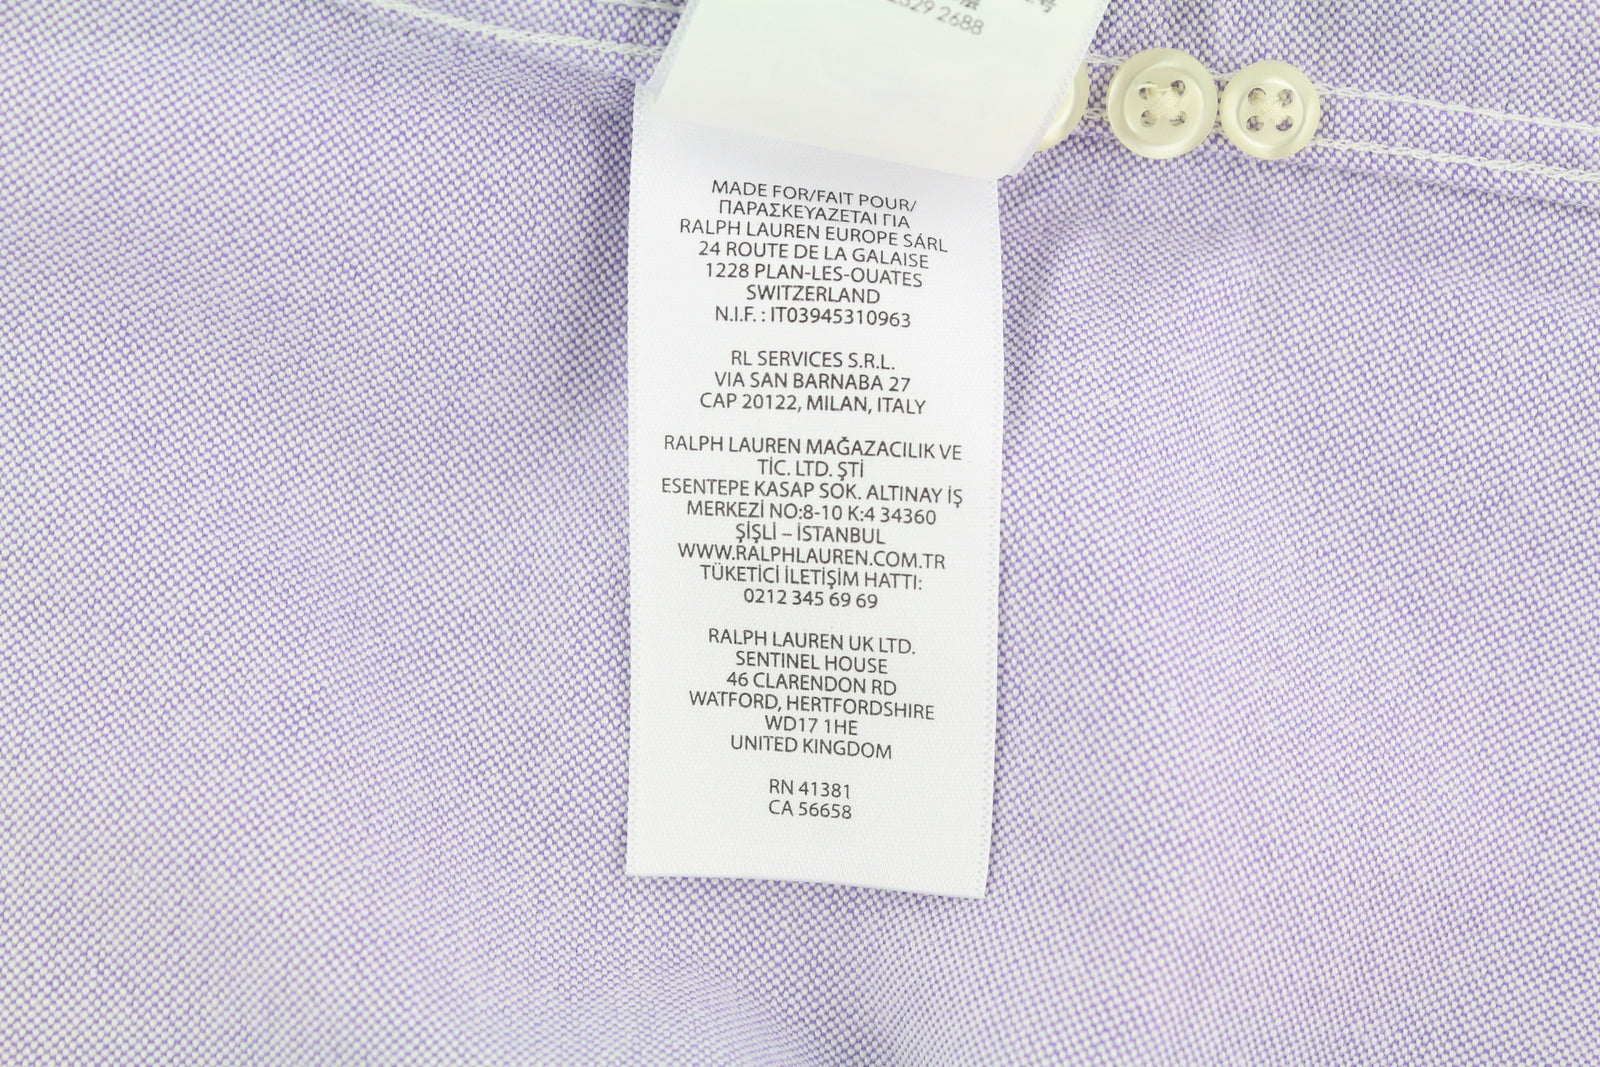 2329 2688
MADE FOR/FAIT POUR/
ΠΑΡΑΣΚΕΥΑΖΕΤΑΙ ΓΙΑ
RALPH LAUREN EUROPE SÁRL
24 ROUTE DE LA GALAISE
1228 PLAN-LES-OUATES
SWITZERLAND
N.I.F. : IT03945310963
RL SERVICES S.R.L.
VIA SAN BARNABA 27
CAP 20122, MILAN, ITALY
RALPH LAUREN MAĞAZACILIK VE
TİC. LTD. ŞTİ
ESENTEPE KASAP SOK. ALTINAY İŞ
MERKEZİ NO:8-10 K:4 34360
ŞİŞLİ – İSTANBUL
WWW.RALPHLAUREN.COM.TR
TÜKETİCİ İLETİŞİM HATTI:
0212 345 69 69
RALPH LAUREN UK LTD.
SENTINEL HOUSE
46 CLARENDON RD
WATFORD, HERTFORDSHIRE
WD17 1HE
UNITED KINGDOM
RN 41381
CA 56658